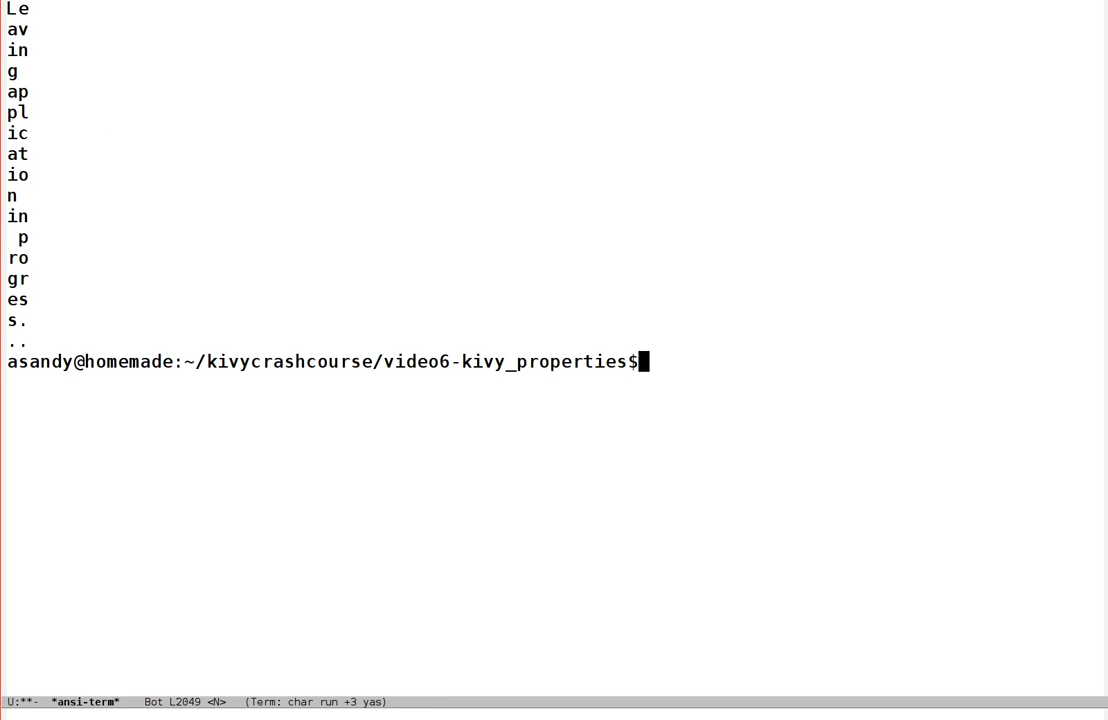 Le
av
in
g
ap
pl
ic
at
io
n
in
 p
ro
gr
es
s.
..
asandy@homemade:~/kivycrashcourse/video6-kivy_properties$
U:**-  *ansi-term*    Bot L2049 <N>   (Term: char run +3 yas)